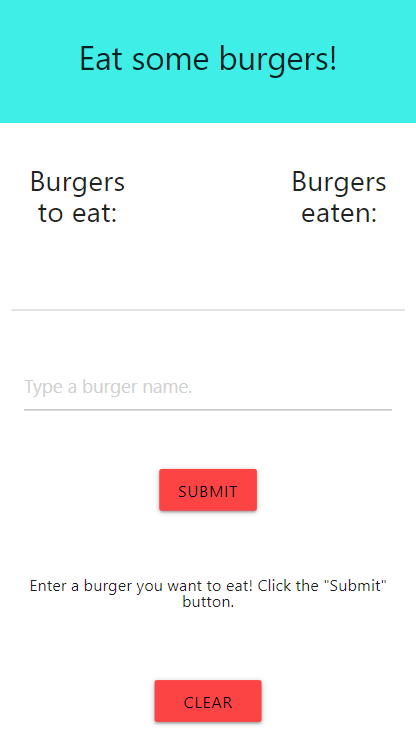 Eat some burgers!
Burgers
to eat:
Burgers
eaten:
Type a burger name.
SUBMIT
Enter a burger you want to eat! Click the "Submit"
button.
CLEAR